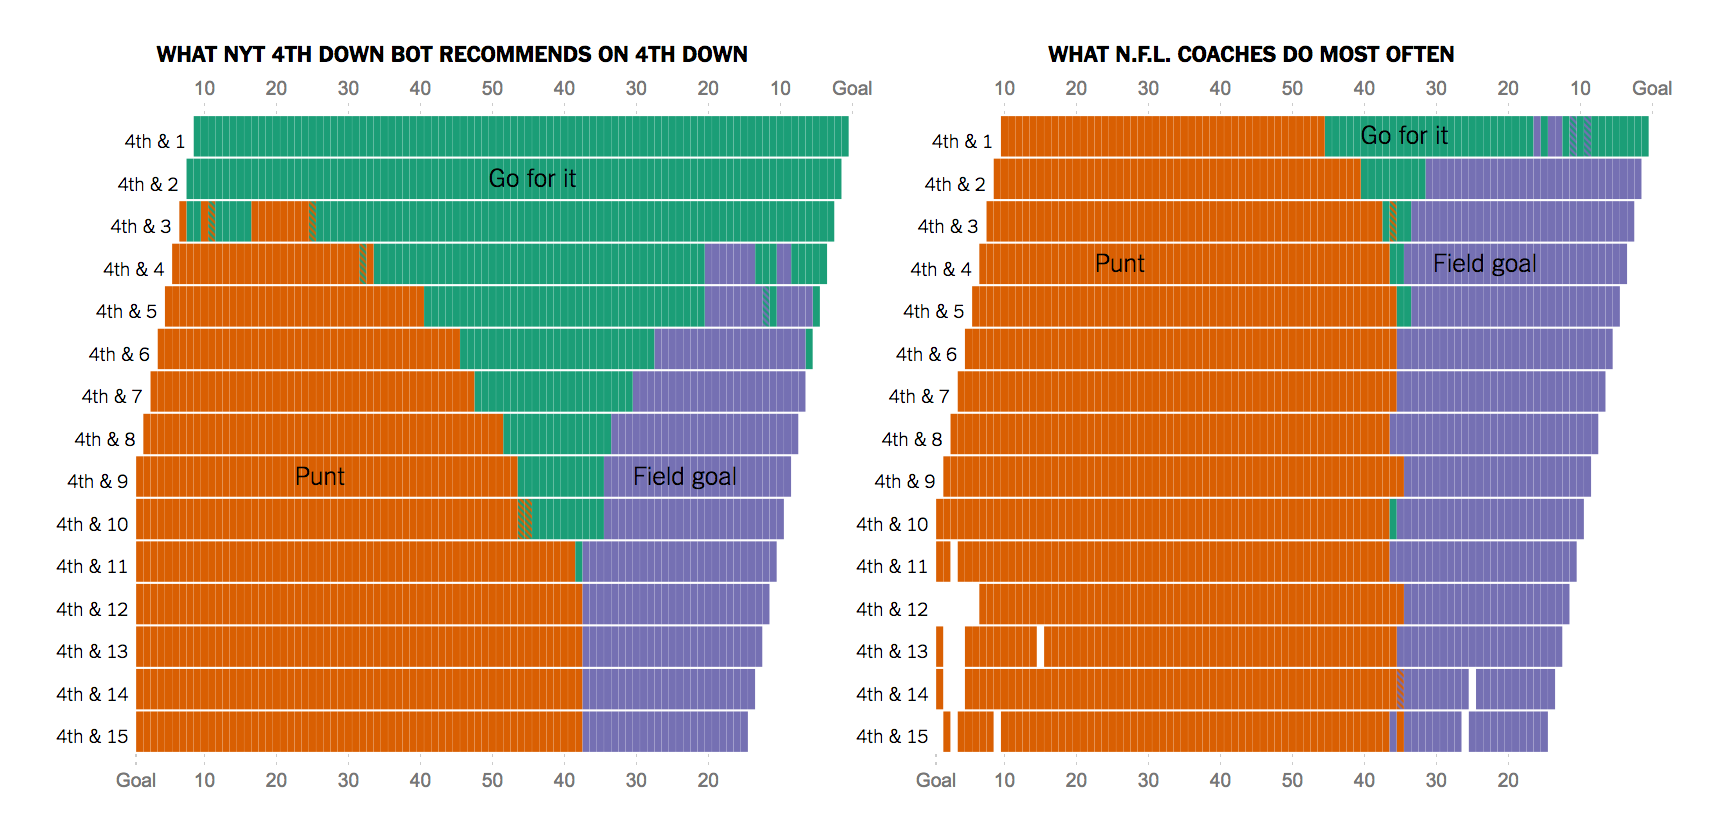 WHAT NYT 4TH DOWN BOT RECOMMENDS ON 4TH DOWN
10 20 30 40 50 40 30 20 10 Goal
4th & 1
4th & 2 Go for it
4th & 3
4th & 4
4th & 5
4th & 6
4th & 7
4th & 8
4th & 9 Punt Field goal
4th & 10
4th & 11
4th & 12
4th & 13
4th & 14
4th & 15
Goal 10 20 30 40 50 40 30 20
WHAT N.F.L. COACHES DO MOST OFTEN
10 20 30 40 50 40 30 20 10 Goal
4th & 1 Go for it
4th & 2
4th & 3
4th & 4 Punt Field goal
4th & 5
4th & 6
4th & 7
4th & 8
4th & 9
4th & 10
4th & 11
4th & 12
4th & 13
4th & 14
4th & 15
Goal 10 20 30 40 50 40 30 20